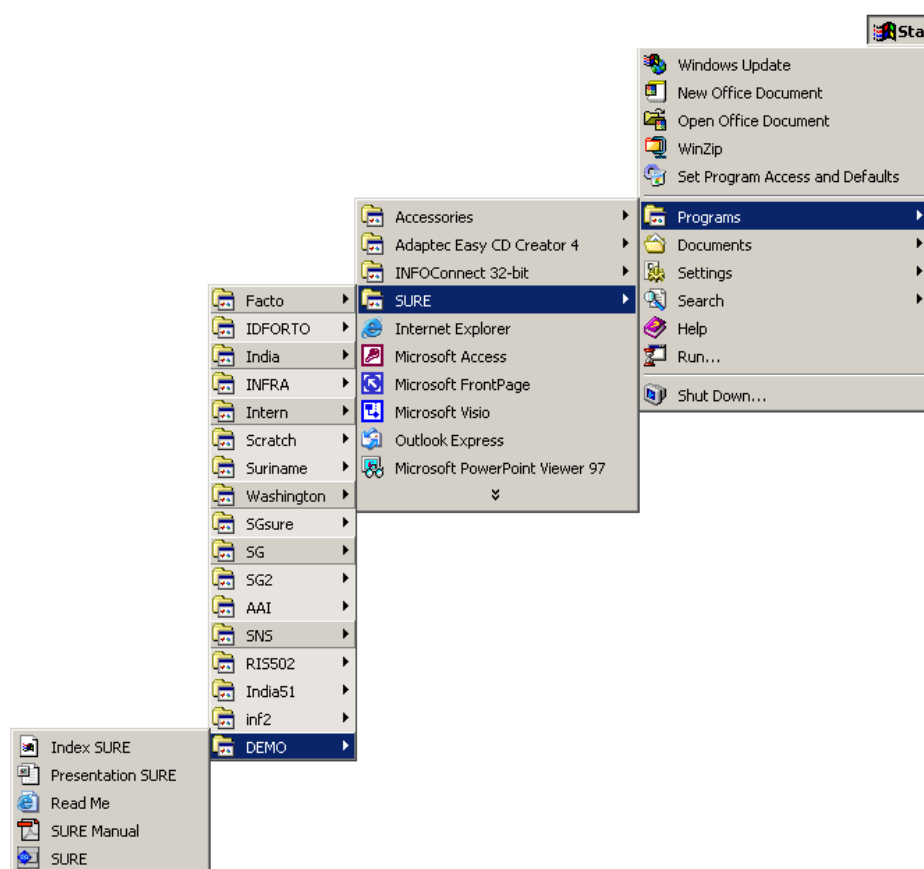 Sta
Windows Update
New Office Document
Open Office Document
WinZip
Set Program Access and Defaults
Programs
Documents
Settings
Search
Help
Run...
Shut Down...
Accessories
Adaptec Easy CD Creator 4
INFOConnect 32-bit
SURE
Internet Explorer
Microsoft Access
Microsoft FrontPage
Microsoft Visio
Outlook Express
Microsoft PowerPoint Viewer 97
Facto
IDFORTO
India
INFRA
Intern
Scratch
Suriname
Washington
SGsure
SG
SG2
AAI
SNS
RIS502
India51
inf2
DEMO
Index SURE
Presentation SURE
Read Me
SURE Manual
SURE